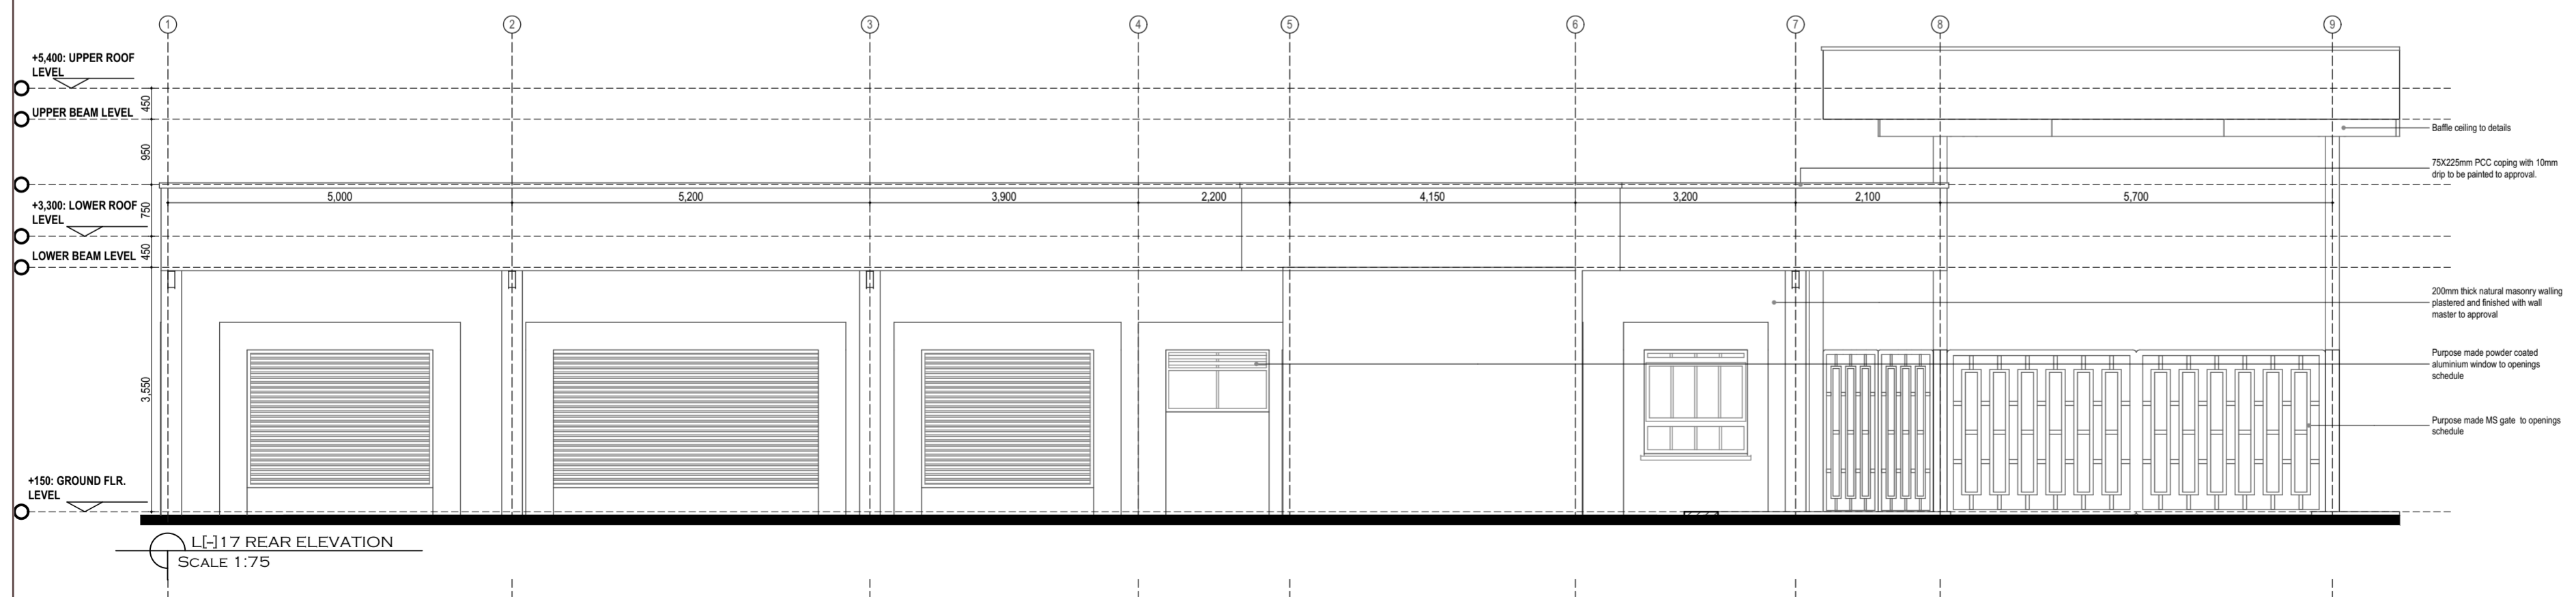 1 2 3 4 5 6 7 8 9
+5,400: UPPER ROOF
LEVEL
450
UPPER BEAM LEVEL
Baffle ceiling to details
950
75X225mm PCC coping with 10mm
drip to be painted to approval.
5,000 5,200 3,900 2,200 4,150 3,200 2,100 5,700
+3,300: LOWER ROOF
LEVEL
750
450
LOWER BEAM LEVEL
200mm thick natural masonry walling
plastered and finished with wall
master to approval
Purpose made powder coated
aluminium window to openings
schedule
3,550
Purpose made MS gate to openings
schedule
+150: GROUND FLR.
LEVEL
L[-]17 REAR ELEVATION
SCALE 1:75